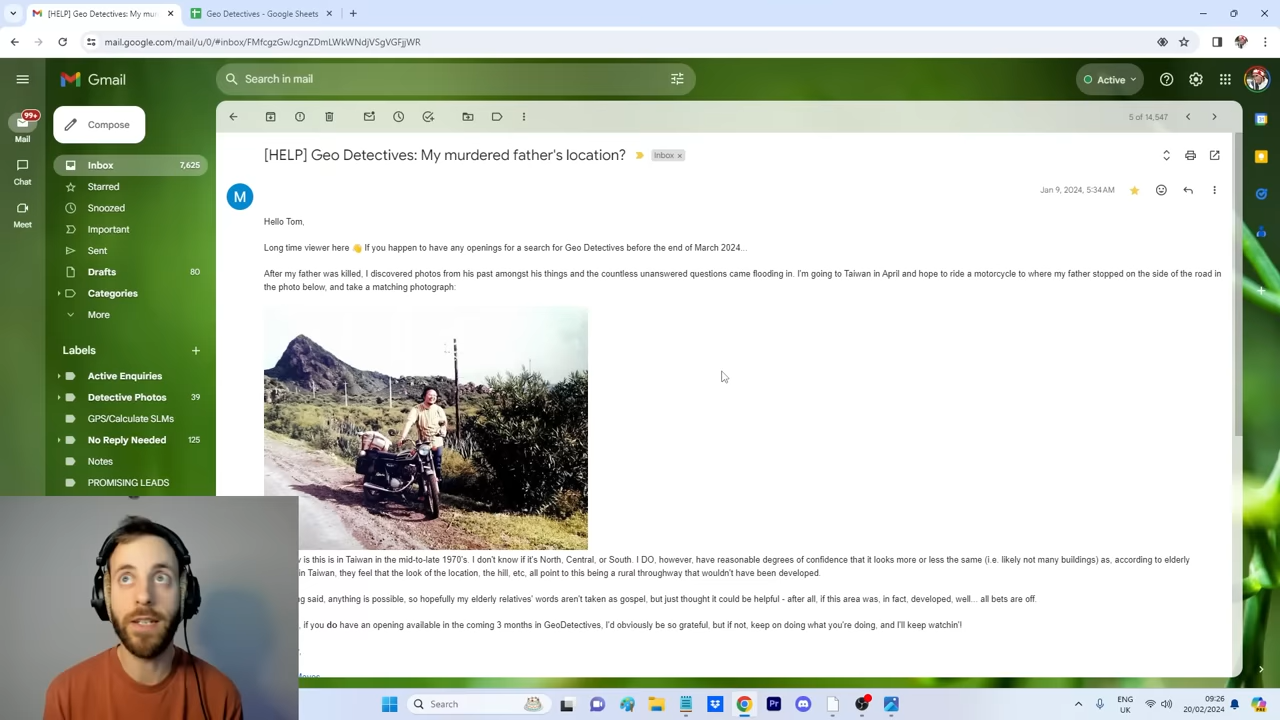 [HELP] Geo Detectives: My mur
Geo Detectives - Google Sheets
mail.google.com/mail/u/0/#inbox/FMfcgzGwJcgnZDmLWkWNdjVSgVGFjjWR
Gmail
Search in mail
Active
99+
Mail
Chat
Meet
Compose
Inbox 7,625
Starred
Snoozed
Important
Sent
Drafts 80
Categories
More
Labels
Active Enquiries
Detective Photos 39
GPS/Calculate SLMs
No Reply Needed 125
Notes
PROMISING LEADS
5 of 14,547
[HELP] Geo Detectives: My murdered father's location?
Inbox x
M
Jan 9, 2024, 5:34 AM
Hello Tom,
Long time viewer here 👋 If you happen to have any openings for a search for Geo Detectives before the end of March 2024...
After my father was killed, I discovered photos from his past amongst his things and the countless unanswered questions came flooding in. I'm going to Taiwan in April and hope to ride a motorcycle to where my father stopped on the side of the road in
the photo below, and take a matching photograph:
is this is in Taiwan in the mid-to-late 1970's. I don't know if it's North, Central, or South. I DO, however, have reasonable degrees of confidence that it looks more or less the same (i.e. likely not many buildings) as, according to elderly
in Taiwan, they feel that the look of the location, the hill, etc, all point to this being a rural throughway that wouldn't have been developed.
said, anything is possible, so hopefully my elderly relatives' words aren't taken as gospel, but just thought it could be helpful - after all, if this area was, in fact, developed, well... all bets are off.
if you do have an opening available in the coming 3 months in GeoDetectives, I'd obviously be so grateful, but if not, keep on doing what you're doing, and I'll keep watchin'!
Search
Pr
ENG
UK
09:26
20/02/2024